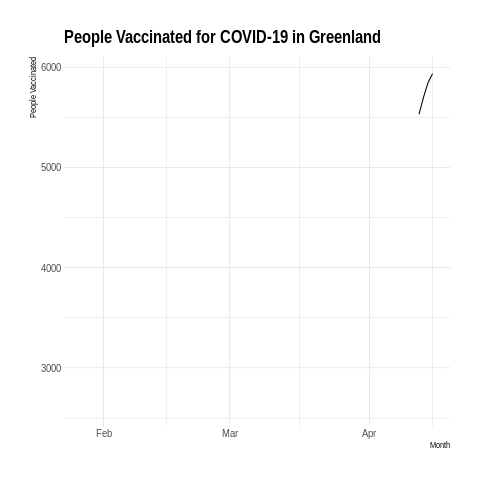 People Vaccinated for COVID-19 in Greenland
People Vaccinated
6000
5000
4000
3000
Feb Mar Apr
Month